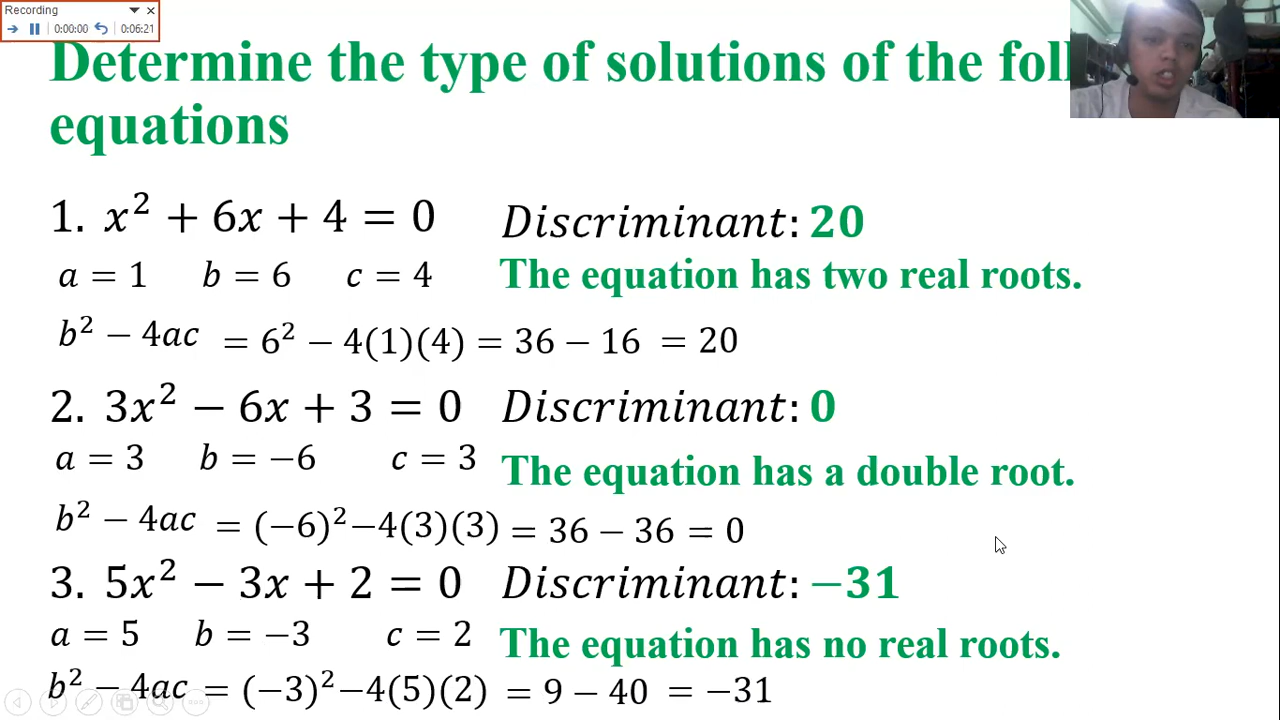 Recording
0:00:00 0:06:21
Determine the type of solutions of the foll
equations
1. x² + 6x + 4 = 0 Discriminant: 20
a = 1 b = 6 c = 4 The equation has two real roots.
b² − 4ac = 6² − 4(1)(4) = 36 − 16 = 20
2. 3x² − 6x + 3 = 0 Discriminant: 0
a = 3 b = −6 c = 3 The equation has a double root.
b² − 4ac = (−6)²−4(3)(3) = 36 − 36 = 0
3. 5x² − 3x + 2 = 0 Discriminant: −31
a = 5 b = −3 c = 2 The equation has no real roots.
b² − 4ac = (−3)²−4(5)(2) = 9 − 40 = −31